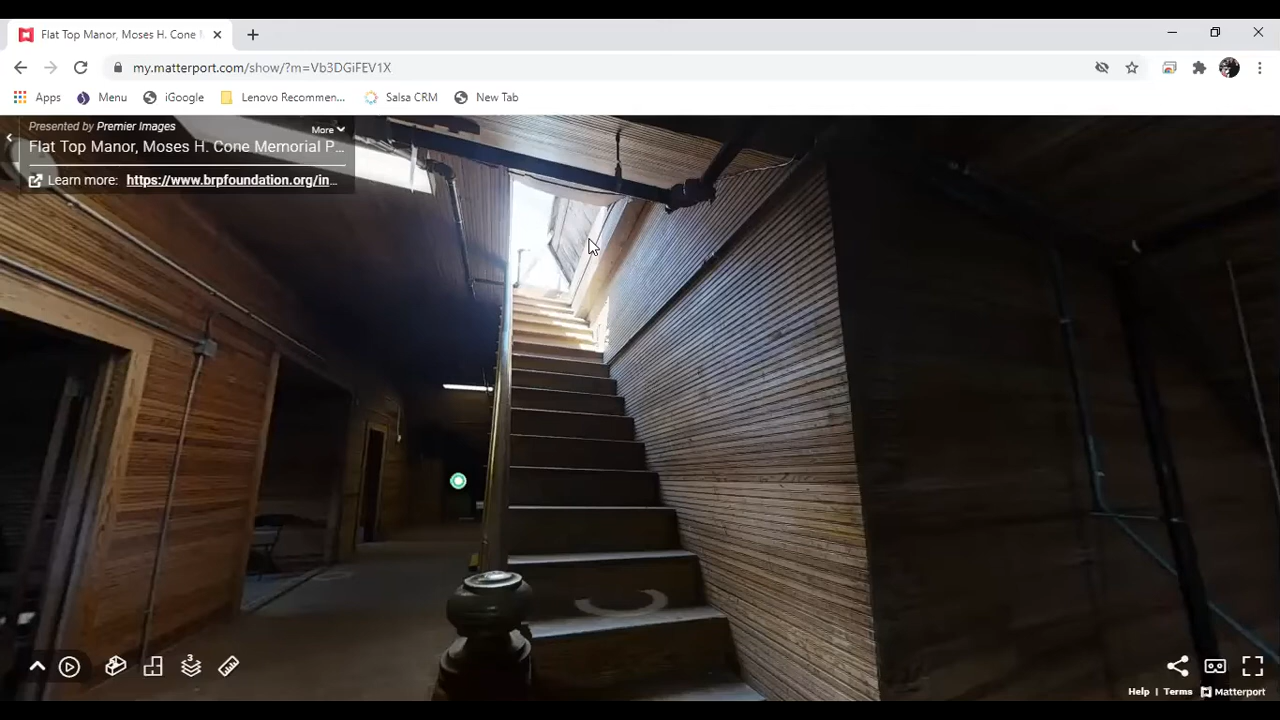 Flat Top Manor, Moses H. Cone M
my.matterport.com/show/?m=Vb3DGiFEV1X
Apps Menu iGoogle Lenovo Recommen... Salsa CRM New Tab
Presented by Premier Images
More
Flat Top Manor, Moses H. Cone Memorial P...
Learn more: https://www.brpfoundation.org/in...
3
Help | Terms Matterport